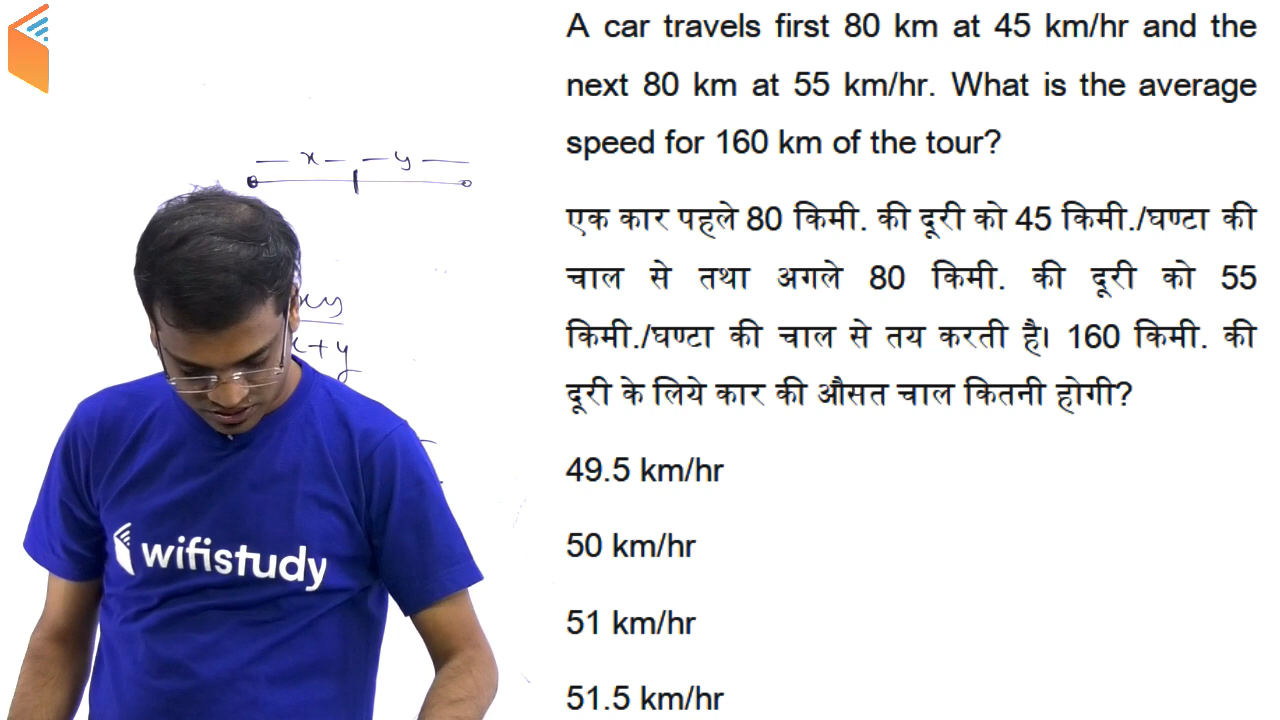 A car travels first 80 km at 45 km/hr and the
next 80 km at 55 km/hr. What is the average
speed for 160 km of the tour?
एक कार पहले 80 किमी. की दूरी को 45 किमी./घण्टा की
चाल से तथा अगले 80 किमी. की दूरी को 55
किमी./घण्टा की चाल से तय करती है। 160 किमी. की
दूरी के लिये कार की औसत चाल कितनी होगी?
49.5 km/hr
50 km/hr
51 km/hr
51.5 km/hr
x y
xy
x+y
wifistudy